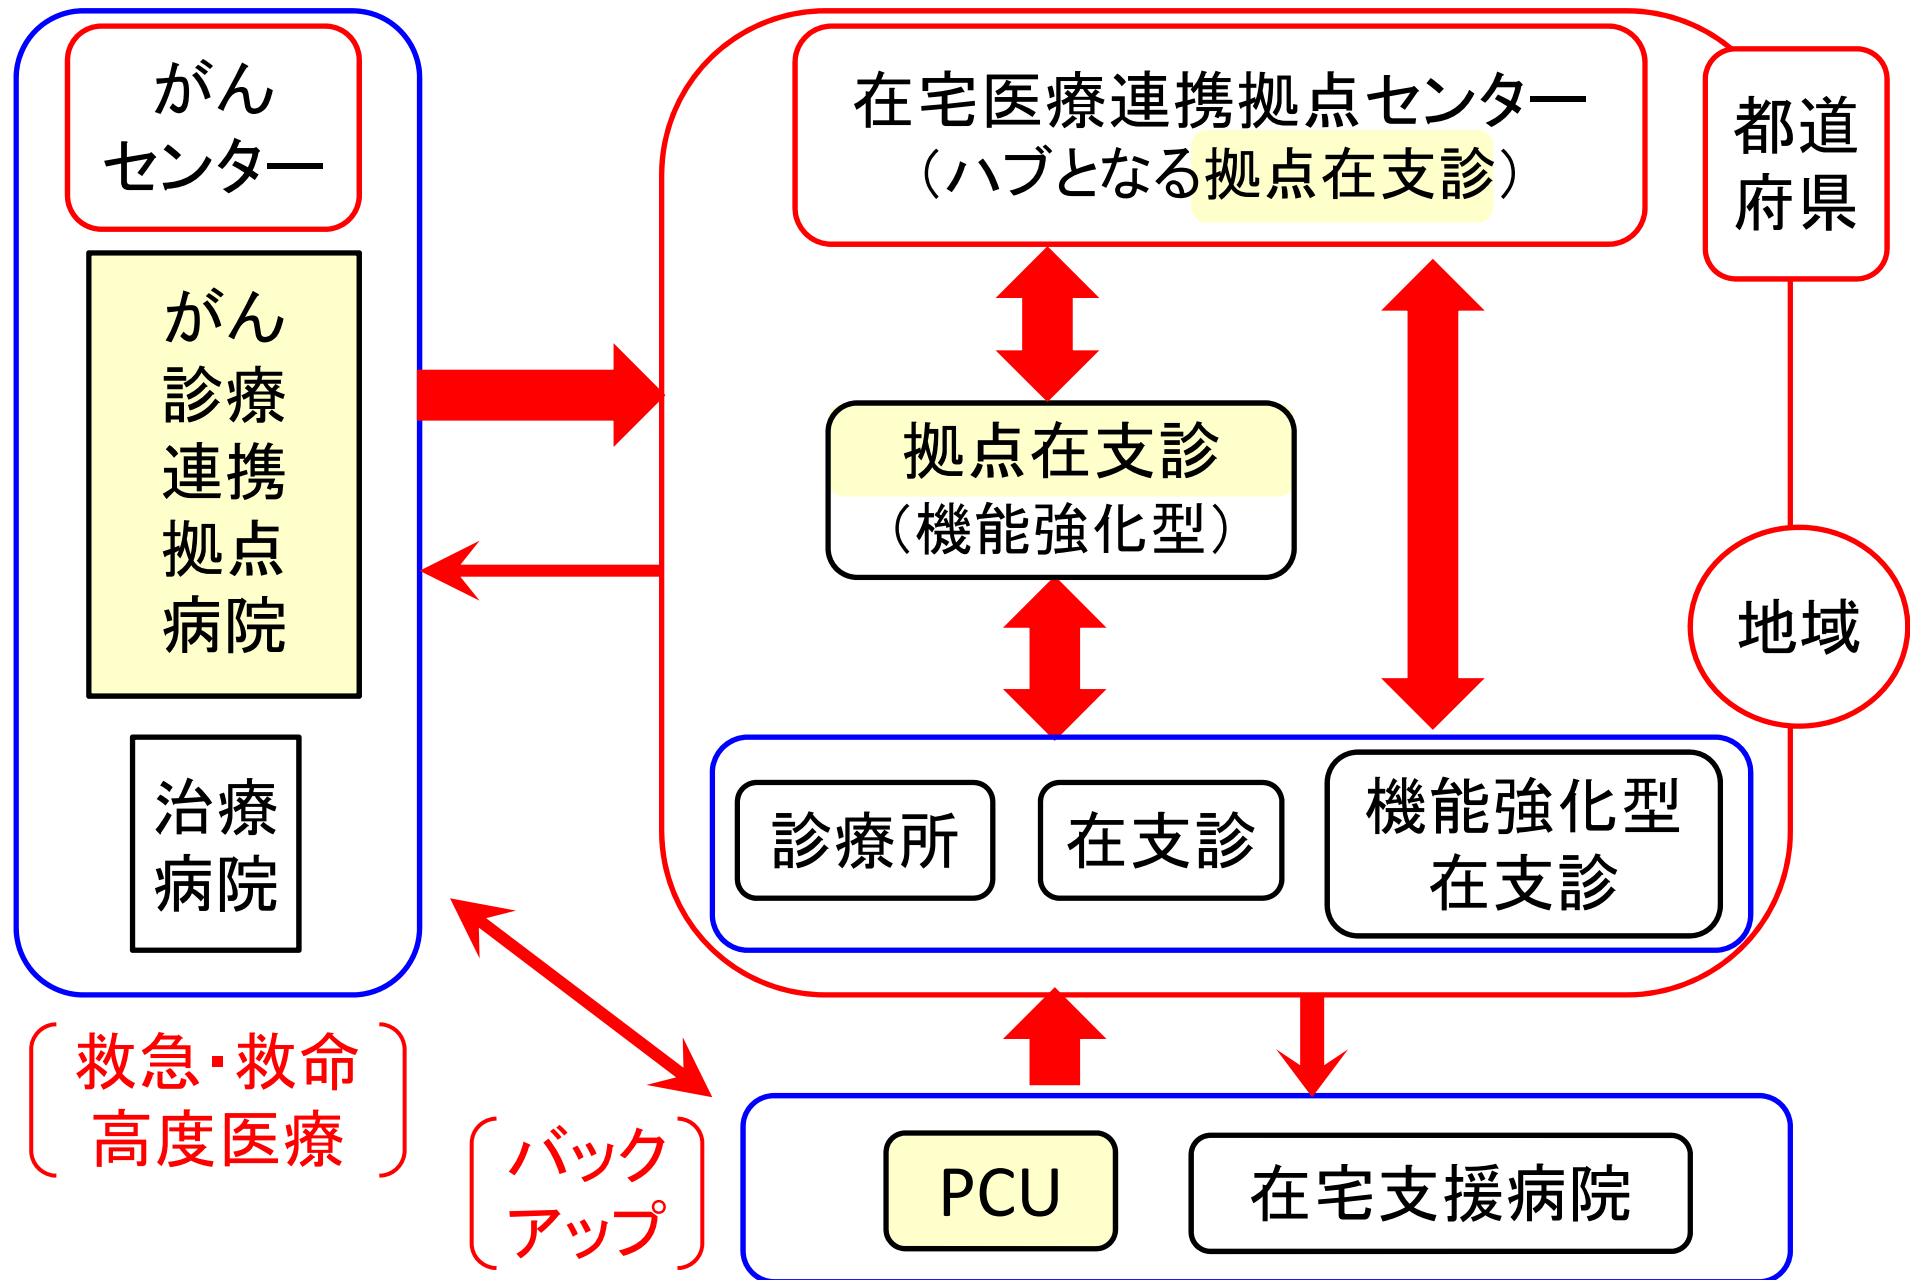 がん
センター
がん
診療
連携
拠点
病院
治療
病院
救急・救命
高度医療
在宅医療連携拠点センター
（ハブとなる拠点在支診）
都道
府県
拠点在支診
（機能強化型）
地域
診療所
在支診
機能強化型
在支診
バック
アップ
PCU
在宅支援病院